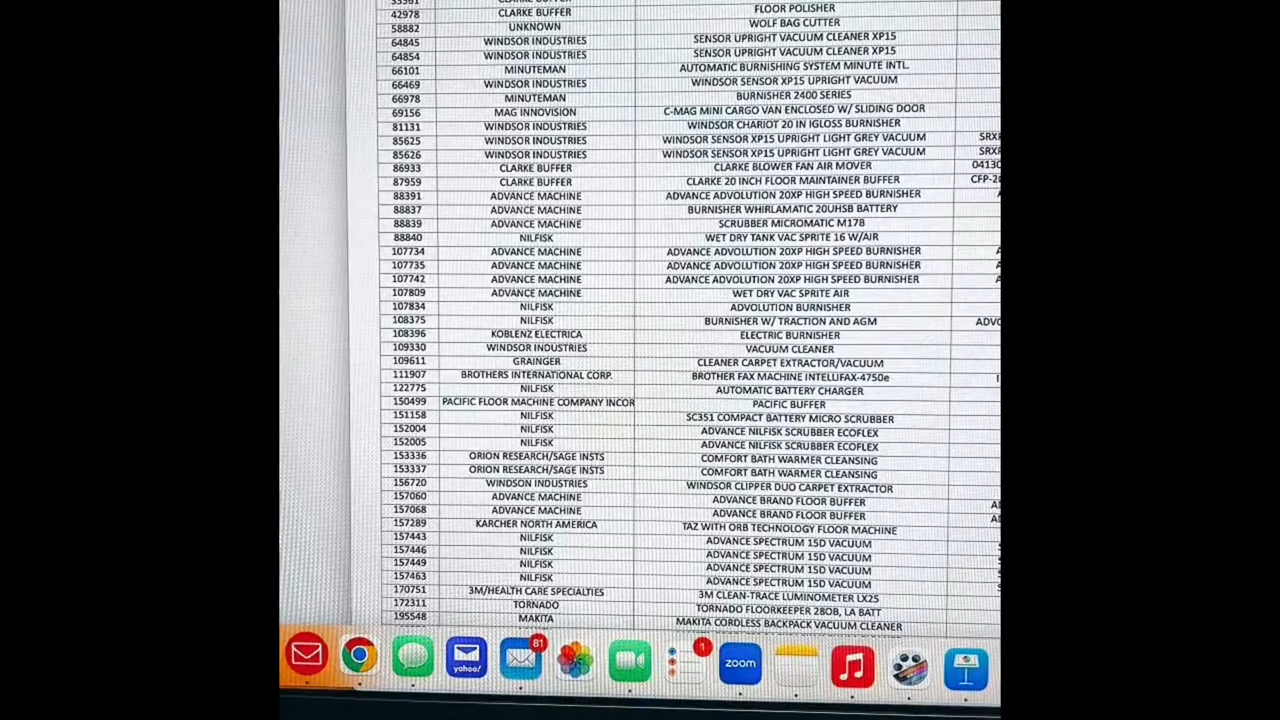 33361 CLARKE BUFFER
42978 CLARKE BUFFER FLOOR POLISHER
58882 UNKNOWN WOLF BAG CUTTER
64845 WINDSOR INDUSTRIES SENSOR UPRIGHT VACUUM CLEANER XP15
64854 WINDSOR INDUSTRIES SENSOR UPRIGHT VACUUM CLEANER XP15
66101 MINUTEMAN AUTOMATIC BURNISHING SYSTEM MINUTE INTL.
66469 WINDSOR INDUSTRIES WINDSOR SENSOR XP15 UPRIGHT VACUUM
66978 MINUTEMAN BURNISHER 2400 SERIES
69156 MAG INNOVISION C-MAG MINI CARGO VAN ENCLOSED W/ SLIDING DOOR
81131 WINDSOR INDUSTRIES WINDSOR CHARIOT 20 IN IGLOSS BURNISHER
85625 WINDSOR INDUSTRIES WINDSOR SENSOR XP15 UPRIGHT LIGHT GREY VACUUM SRXP
85626 WINDSOR INDUSTRIES WINDSOR SENSOR XP15 UPRIGHT LIGHT GREY VACUUM SRXP
86933 CLARKE BUFFER CLARKE BLOWER FAN AIR MOVER 04130
87959 CLARKE BUFFER CLARKE 20 INCH FLOOR MAINTAINER BUFFER CFP-20
88391 ADVANCE MACHINE ADVANCE ADVOLUTION 20XP HIGH SPEED BURNISHER
88837 ADVANCE MACHINE BURNISHER WHIRLAMATIC 20UHSB BATTERY
88839 ADVANCE MACHINE SCRUBBER MICROMATIC M17B
88840 NILFISK WET DRY TANK VAC SPRITE 16 W/AIR
107734 ADVANCE MACHINE ADVANCE ADVOLUTION 20XP HIGH SPEED BURNISHER A
107735 ADVANCE MACHINE ADVANCE ADVOLUTION 20XP HIGH SPEED BURNISHER A
107742 ADVANCE MACHINE ADVANCE ADVOLUTION 20XP HIGH SPEED BURNISHER A
107809 ADVANCE MACHINE WET DRY VAC SPRITE AIR
107834 NILFISK ADVOLUTION BURNISHER
108375 NILFISK BURNISHER W/ TRACTION AND AGM ADVO
108396 KOBLENZ ELECTRICA ELECTRIC BURNISHER
109330 WINDSOR INDUSTRIES VACUUM CLEANER
109611 GRAINGER CLEANER CARPET EXTRACTOR/VACUUM
111907 BROTHERS INTERNATIONAL CORP. BROTHER FAX MACHINE INTELLIFAX-4750e I
122775 NILFISK AUTOMATIC BATTERY CHARGER
150499 PACIFIC FLOOR MACHINE COMPANY INCOR PACIFIC BUFFER
151158 NILFISK SC351 COMPACT BATTERY MICRO SCRUBBER
152004 NILFISK ADVANCE NILFISK SCRUBBER ECOFLEX
152005 NILFISK ADVANCE NILFISK SCRUBBER ECOFLEX
153336 ORION RESEARCH/SAGE INSTS COMFORT BATH WARMER CLEANSING
153337 ORION RESEARCH/SAGE INSTS COMFORT BATH WARMER CLEANSING
156720 WINDSON INDUSTRIES WINDSOR CLIPPER DUO CARPET EXTRACTOR
157060 ADVANCE MACHINE ADVANCE BRAND FLOOR BUFFER AD
157068 ADVANCE MACHINE ADVANCE BRAND FLOOR BUFFER AD
157289 KARCHER NORTH AMERICA TAZ WITH ORB TECHNOLOGY FLOOR MACHINE
157443 NILFISK ADVANCE SPECTRUM 15D VACUUM
157446 NILFISK ADVANCE SPECTRUM 15D VACUUM
157449 NILFISK ADVANCE SPECTRUM 15D VACUUM
157463 NILFISK ADVANCE SPECTRUM 15D VACUUM
170751 3M/HEALTH CARE SPECIALTIES 3M CLEAN-TRACE LUMINOMETER LX25
172311 TORNADO TORNADO FLOORKEEPER 28OB, LA BATT
195548 MAKITA MAKITA CORDLESS BACKPACK VACUUM CLEANER
yahoo! 81 1 zoom